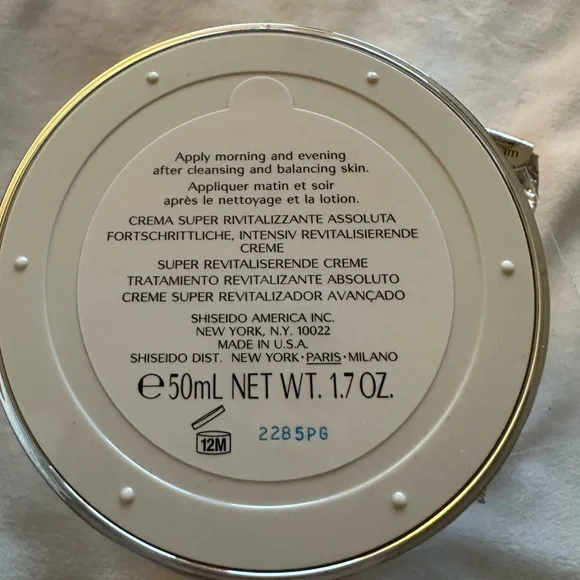 Apply morning and evening
after cleansing and balancing skin.
Appliquer matin et soir
après le nettoyage et la lotion.
CREMA SUPER RIVITALIZZANTE ASSOLUTA
FORTSCHRITTLICHE, INTENSIV REVITALISIERENDE
CREME
SUPER REVITALISERENDE CREME
TRATAMIENTO REVITALIZANTE ABSOLUTO
CREME SUPER REVITALIZADOR AVANÇADO
SHISEIDO AMERICA INC.
NEW YORK, N.Y. 10022
MADE IN U.S.A.
SHISEIDO DIST. NEW YORK·PARIS·MILANO
℮50mL NET WT. 1.7 OZ.
12M
2285PG